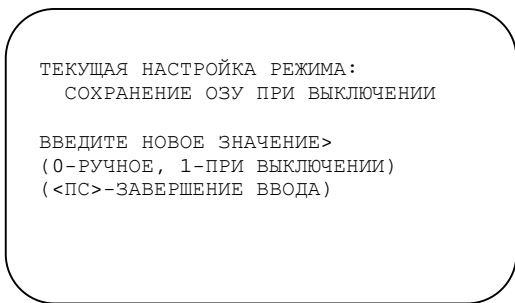 ТЕКУЩАЯ НАСТРОЙКА РЕЖИМА:
СОХРАНЕНИЕ ОЗУ ПРИ ВЫКЛЮЧЕНИИ
ВВЕДИТЕ НОВОЕ ЗНАЧЕНИЕ>
(0-РУЧНОЕ, 1-ПРИ ВЫКЛЮЧЕНИИ)
(<ПС>-ЗАВЕРШЕНИЕ ВВОДА)